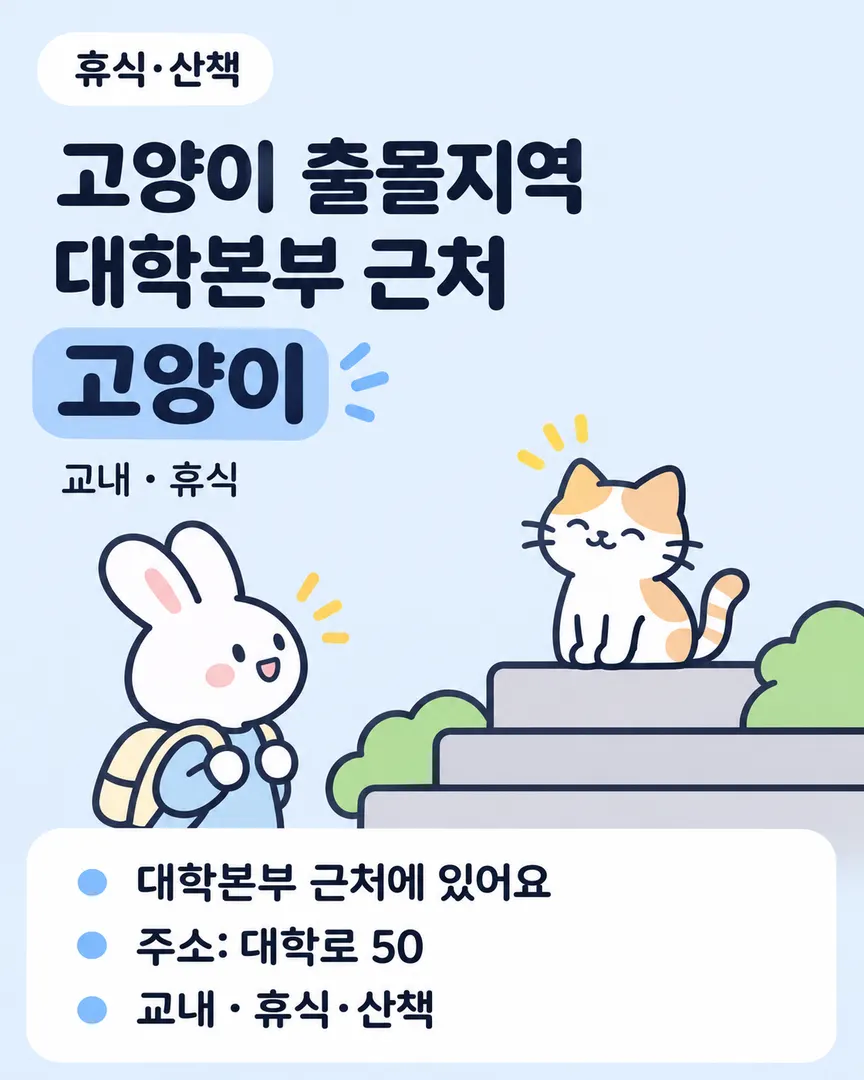 휴식·산책
고양이 출몰지역
대학본부 근처
고양이
교내 · 휴식
대학본부 근처에 있어요
주소: 대학로 50
교내 · 휴식·산책